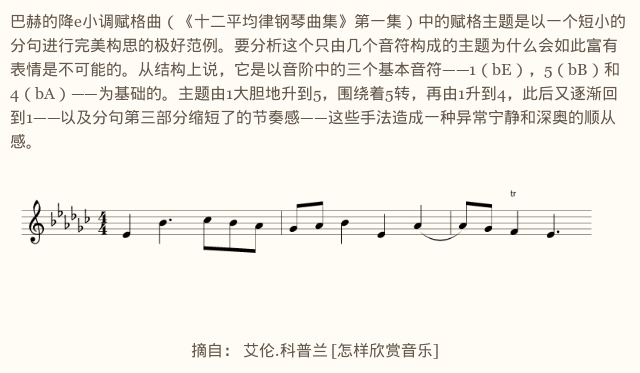 巴赫的降e小调赋格曲（《十二平均律钢琴曲集》第一集）中的赋格主题是以一个短小的
分句进行完美构思的极好范例。要分析这个只由几个音符构成的主题为什么会如此富有
表情是不可能的。从结构上说，它是以音阶中的三个基本音符——1（bE），5（bB）和
4（bA）——为基础的。主题由1大胆地升到5，围绕着5转，再由1升到4，此后又逐渐回
到1——以及分句第三部分缩短了的节奏感——这些手法造成一种异常宁静和深奥的顺从
感。
tr
4
4
摘自： 艾伦.科普兰 [怎样欣赏音乐]